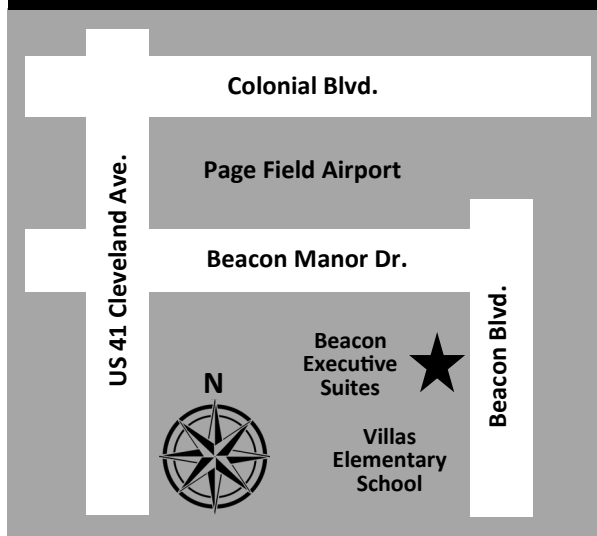 Colonial Blvd.
US 41 Cleveland Ave.
Page Field Airport
Beacon Manor Dr.
Beacon Blvd.
Beacon
Executive
Suites
N
Villas
Elementary
School